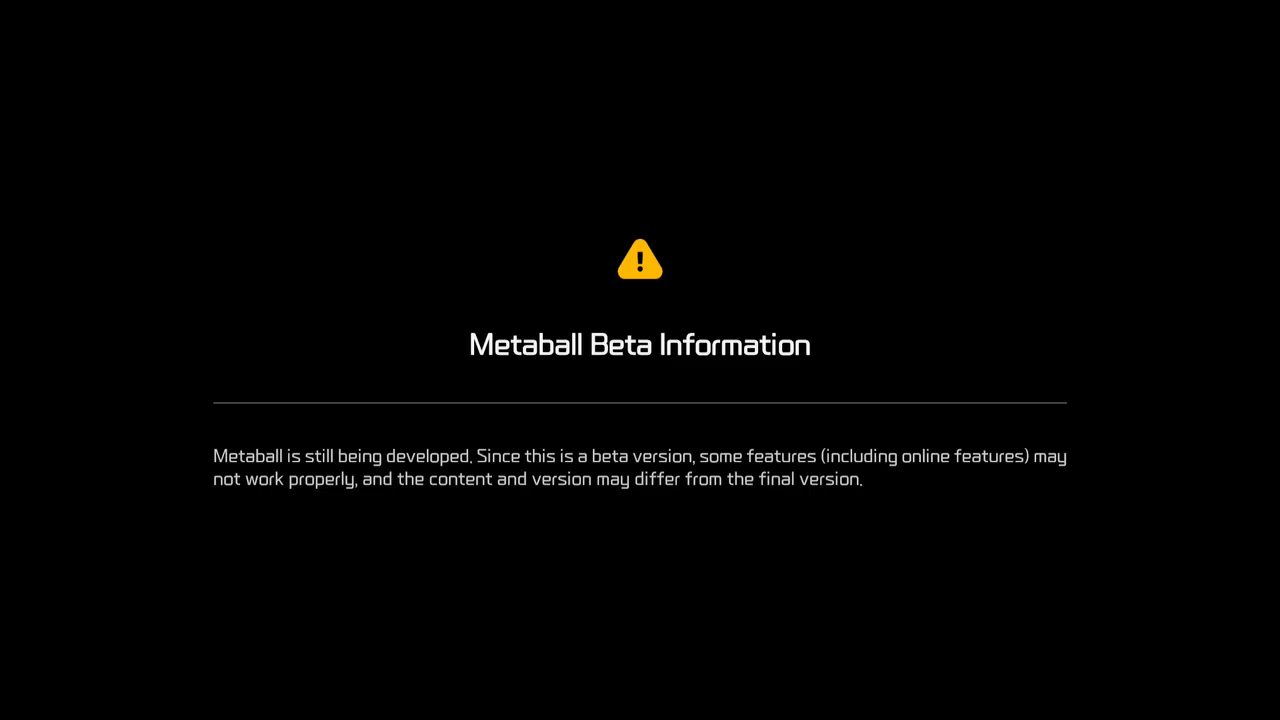 Metaball Beta Information
Metaball is still being developed. Since this is a beta version, some features (including online features) may
not work properly, and the content and version may differ from the final version.